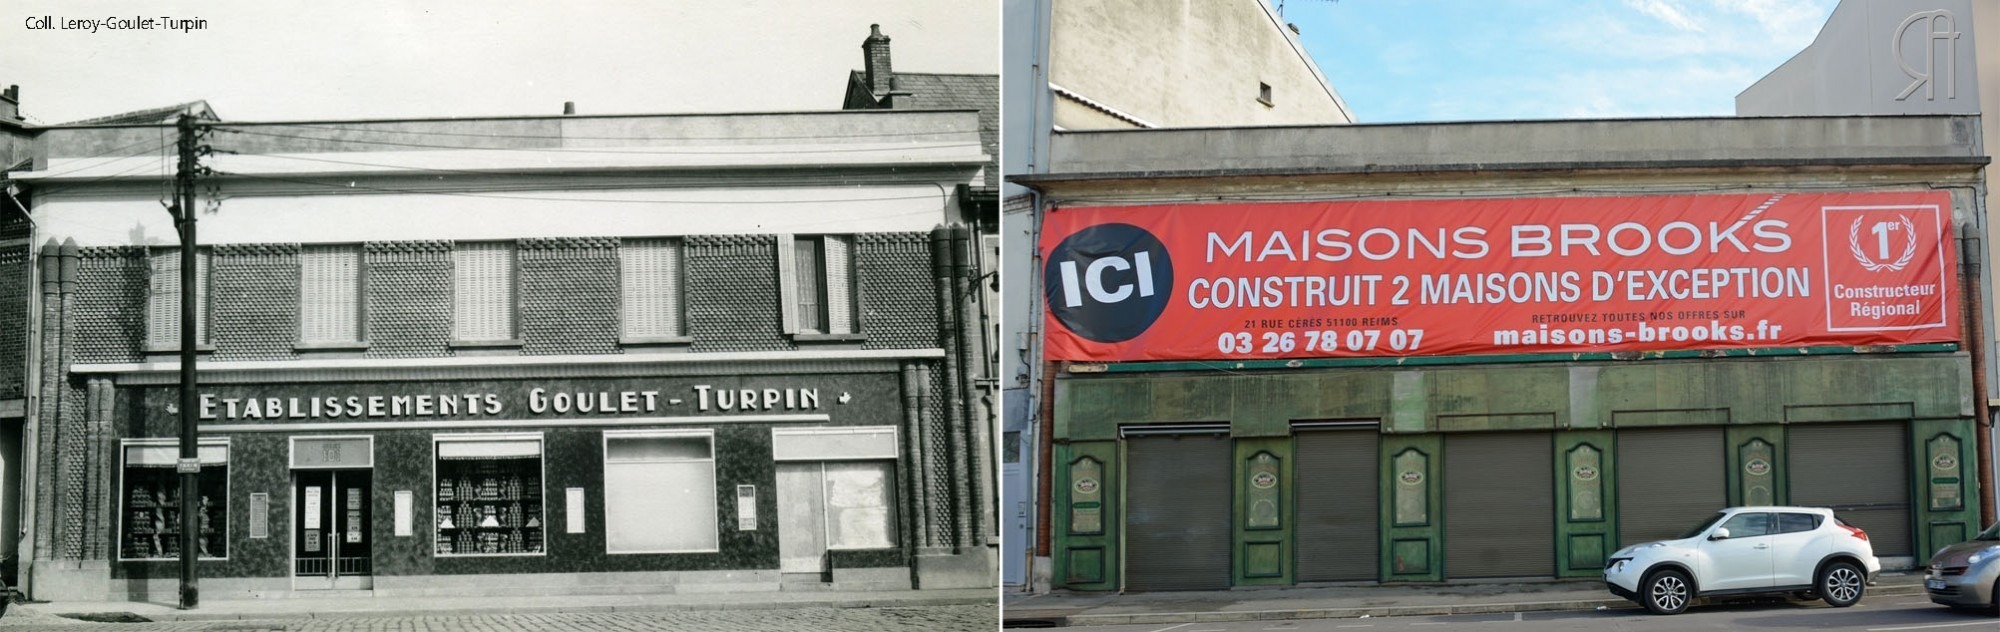 Coll. Leroy-Goulet-Turpin
ETABLISSEMENTS GOULET-TURPIN
ICI
MAISONS BROOKS
CONSTRUIT 2 MAISONS D'EXCEPTION
21 RUE CÉRÈS 51100 REIMS
03 26 78 07 07
RETROUVEZ TOUTES NOS OFFRES SUR
maisons-brooks.fr
1er
Constructeur
Régional